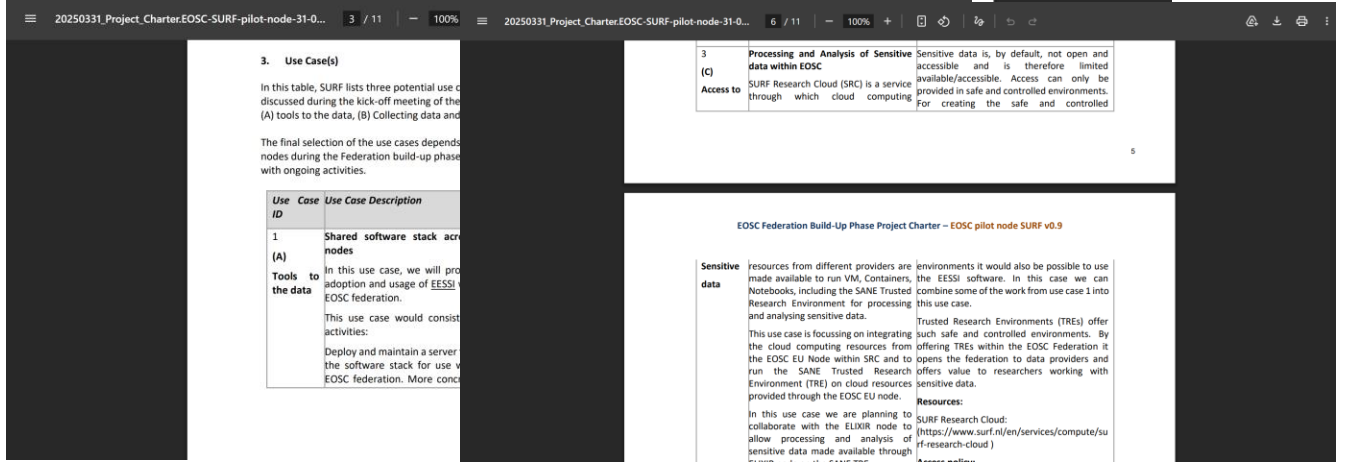 20250331_Project_Charter.EOSC-SURF-pilot-node-31-0... 3 / 11 — 100%
3. Use Case(s)
In this table, SURF lists three potential use c
discussed during the kick-off meeting of the
(A) tools to the data, (B) Collecting data and
The final selection of the use cases depends
nodes during the Federation build-up phase
with ongoing activities.
Use Case ID
Use Case Description
1
(A)
Tools to
the data
Shared software stack acr
nodes
In this use case, we will pro
adoption and usage of EESSI
EOSC federation.
This use case would consist
activities:
Deploy and maintain a server
the software stack for use
EOSC federation. More conc
20250331_Project_Charter.EOSC-SURF-pilot-node-31-0... 6 / 11 — 100% +
3
(C)
Access to
Processing and Analysis of Sensitive
data within EOSC
SURF Research Cloud (SRC) is a service
through which cloud computing
Sensitive data is, by default, not open and
accessible and is therefore limited
available/accessible. Access can only be
provided in safe and controlled environments.
For creating the safe and controlled
5
EOSC Federation Build-Up Phase Project Charter – EOSC pilot node SURF v0.9
Sensitive
data
resources from different providers are
made available to run VM, Containers,
Notebooks, including the SANE Trusted
Research Environment for processing
and analysing sensitive data.
This use case is focussing on integrating
the cloud computing resources from
the EOSC EU Node within SRC and to
run the SANE Trusted Research
Environment (TRE) on cloud resources
provided through the EOSC EU node.
In this use case we are planning to
collaborate with the ELIXIR node to
allow processing and analysis of
sensitive data made available through
environments it would also be possible to use
the EESSI software. In this case we can
combine some of the work from use case 1 into
this use case.
Trusted Research Environments (TREs) offer
such safe and controlled environments. By
offering TREs within the EOSC Federation it
opens the federation to data providers and
offers value to researchers working with
sensitive data.
Resources:
SURF Research Cloud:
(https://www.surf.nl/en/services/compute/su
rf-research-cloud )